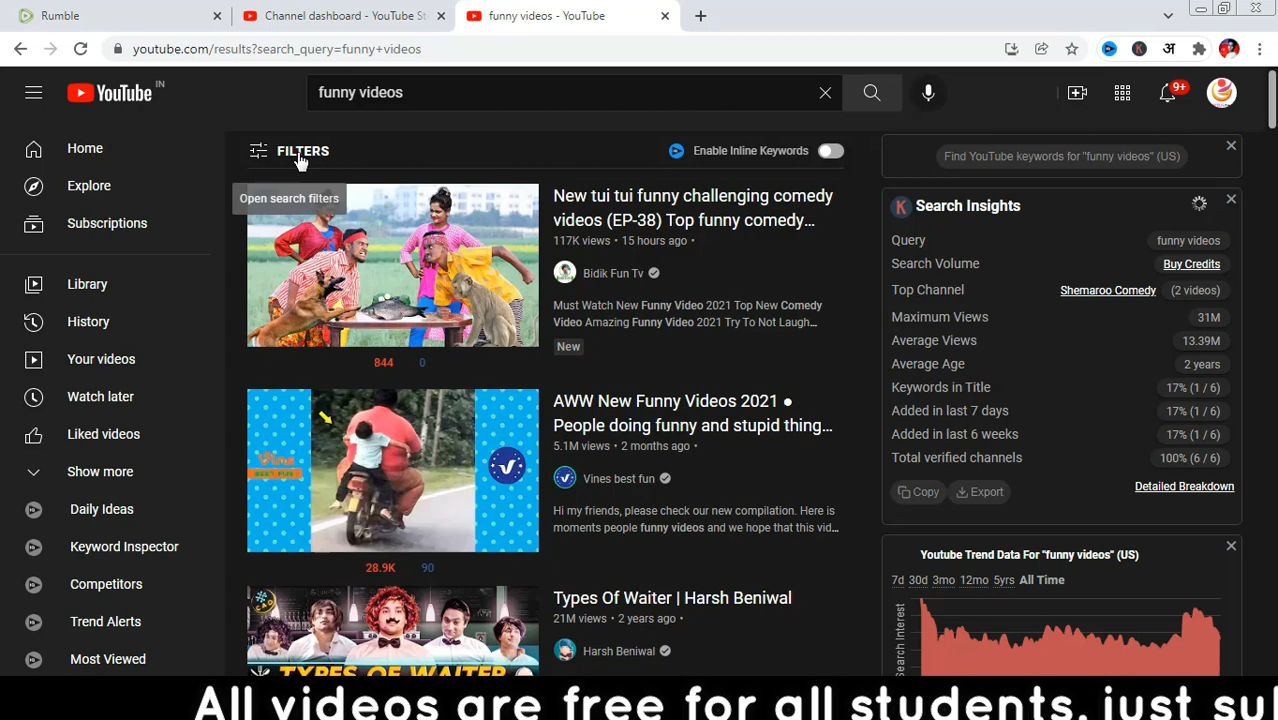 Rumble
Channel dashboard - YouTube St
funny videos - YouTube
youtube.com/results?search_query=funny+videos
अ
YouTube IN
funny videos
9+
Home
Explore
Subscriptions
Library
History
Your videos
Watch later
Liked videos
Show more
Daily Ideas
Keyword Inspector
Competitors
Trend Alerts
Most Viewed
FILTERS
Enable Inline Keywords
Open search filters
New tui tui funny challenging comedy
videos (EP-38) Top funny comedy...
117K views • 15 hours ago •
Bidik Fun Tv
Must Watch New Funny Video 2021 Top New Comedy
Video Amazing Funny Video 2021 Try To Not Laugh...
New
844 0
AWW New Funny Videos 2021 ●
People doing funny and stupid thing...
5.1M views • 2 months ago •
Vines best fun
Hi my friends, please check our new compilation. Here is
moments people funny videos and we hope that this vid...
Vine
28.9K 90
Types Of Waiter | Harsh Beniwal
21M views • 2 years ago •
Harsh Beniwal
TYPES OF WAITER
Find YouTube keywords for "funny videos" (US)
K Search Insights
Query funny videos
Search Volume Buy Credits
Top Channel Shemaroo Comedy (2 videos)
Maximum Views 31M
Average Views 13.39M
Average Age 2 years
Keywords in Title 17% (1 / 6)
Added in last 7 days 17% (1 / 6)
Added in last 6 weeks 17% (1 / 6)
Total verified channels 100% (6 / 6)
Copy Export Detailed Breakdown
Youtube Trend Data For "funny videos" (US)
7d 30d 3mo 12mo 5yrs All Time
Search Interest
All videos are free for all students, just su